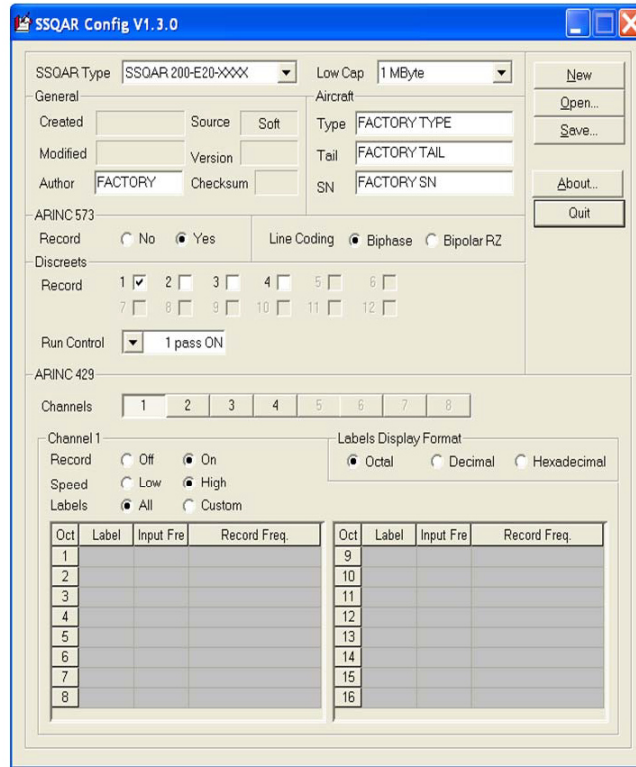 SSQAR Config V1.3.0
SSQAR Type SSQAR 200-E20-XXXX Low Cap 1 MByte New
General Aircraft Open...
Created Source Soft Type FACTORY TYPE Save...
Modified Version Tail FACTORY TAIL
Author FACTORY Checksum SN FACTORY SN About...
ARINC 573 Quit
Record No Yes Line Coding Biphase Bipolar RZ
Discreets
Record 1 2 3 4 5 6
7 8 9 10 11 12
Run Control 1 pass ON
ARINC 429
Channels 1 2 3 4 5 6 7 8
Channel 1 Labels Display Format
Record Off On Octal Decimal Hexadecimal
Speed Low High
Labels All Custom
Oct Label Input Fre Record Freq. Oct Label Input Fre Record Freq.
1 9
2 10
3 11
4 12
5 13
6 14
7 15
8 16